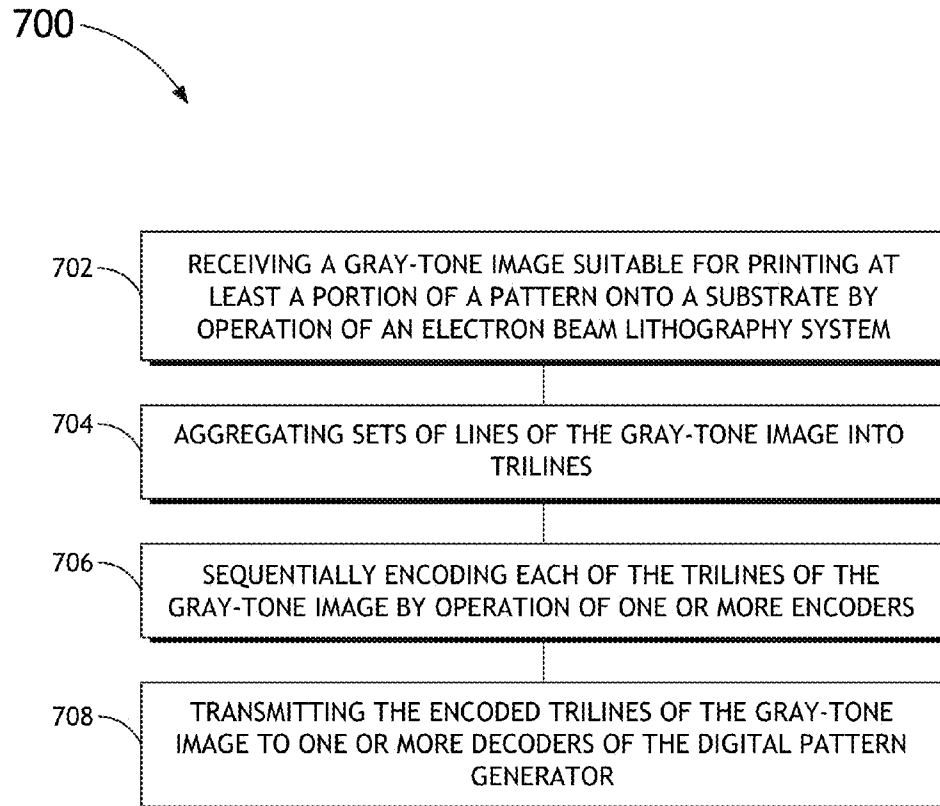 700
702
RECEIVING A GRAY-TONE IMAGE SUITABLE FOR PRINTING AT
LEAST A PORTION OF A PATTERN ONTO A SUBSTRATE BY
OPERATION OF AN ELECTRON BEAM LITHOGRAPHY SYSTEM
704
AGGREGATING SETS OF LINES OF THE GRAY-TONE IMAGE INTO
TRILINES
706
SEQUENTIALLY ENCODING EACH OF THE TRILINES OF THE
GRAY-TONE IMAGE BY OPERATION OF ONE OR MORE ENCODERS
708
TRANSMITTING THE ENCODED TRILINES OF THE GRAY-TONE
IMAGE TO ONE OR MORE DECODERS OF THE DIGITAL PATTERN
GENERATOR